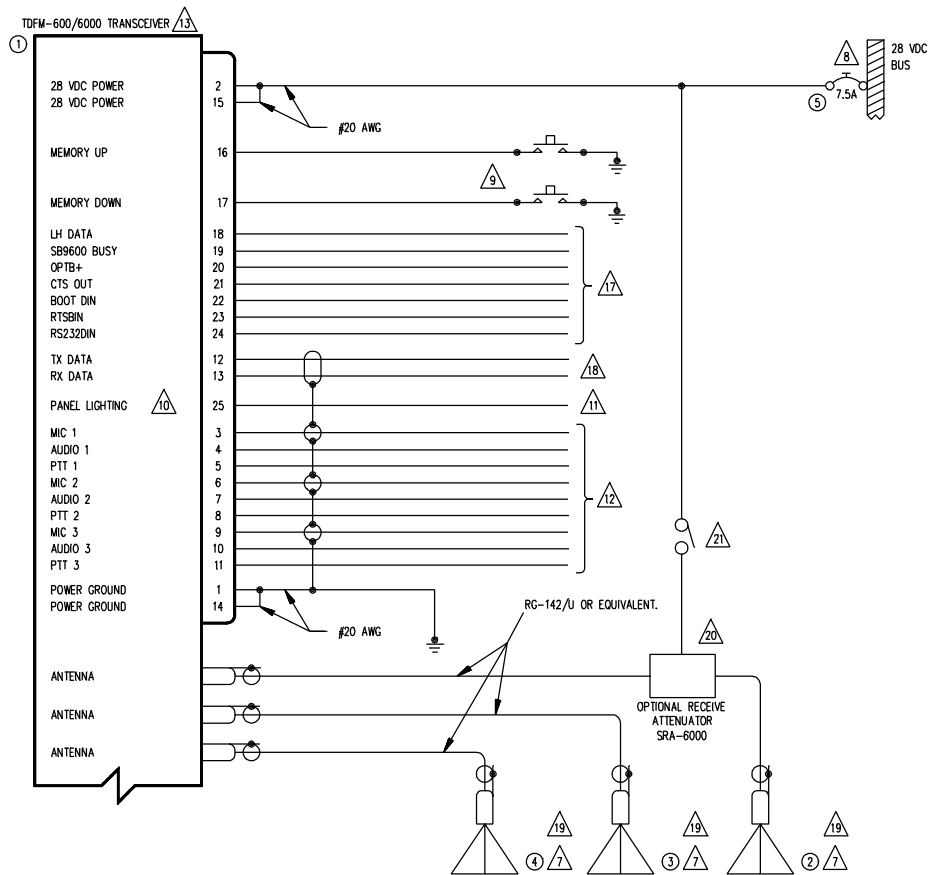 TDFM-600/6000 TRANSCEIVER 13
1
28 VDC POWER 2
28 VDC POWER 15
#20 AWG
8
5 7.5A
28 VDC
BUS
MEMORY UP 16
9
MEMORY DOWN 17
LH DATA 18
SB9600 BUSY 19
OPTB+ 20
CTS OUT 21
BOOT DIN 22
RTSBIN 23
RS232DIN 24
17
TX DATA 12
RX DATA 13
18
PANEL LIGHTING 10 25 11
MIC 1 3
AUDIO 1 4
PTT 1 5
MIC 2 6
AUDIO 2 7
PTT 2 8
MIC 3 9
AUDIO 3 10
PTT 3 11
12
21
POWER GROUND 1
POWER GROUND 14
#20 AWG
RG-142/U OR EQUIVALENT.
20
ANTENNA
ANTENNA
ANTENNA
OPTIONAL RECEIVE
ATTENUATOR
SRA-6000
19 19 19
4 7 3 7 2 7